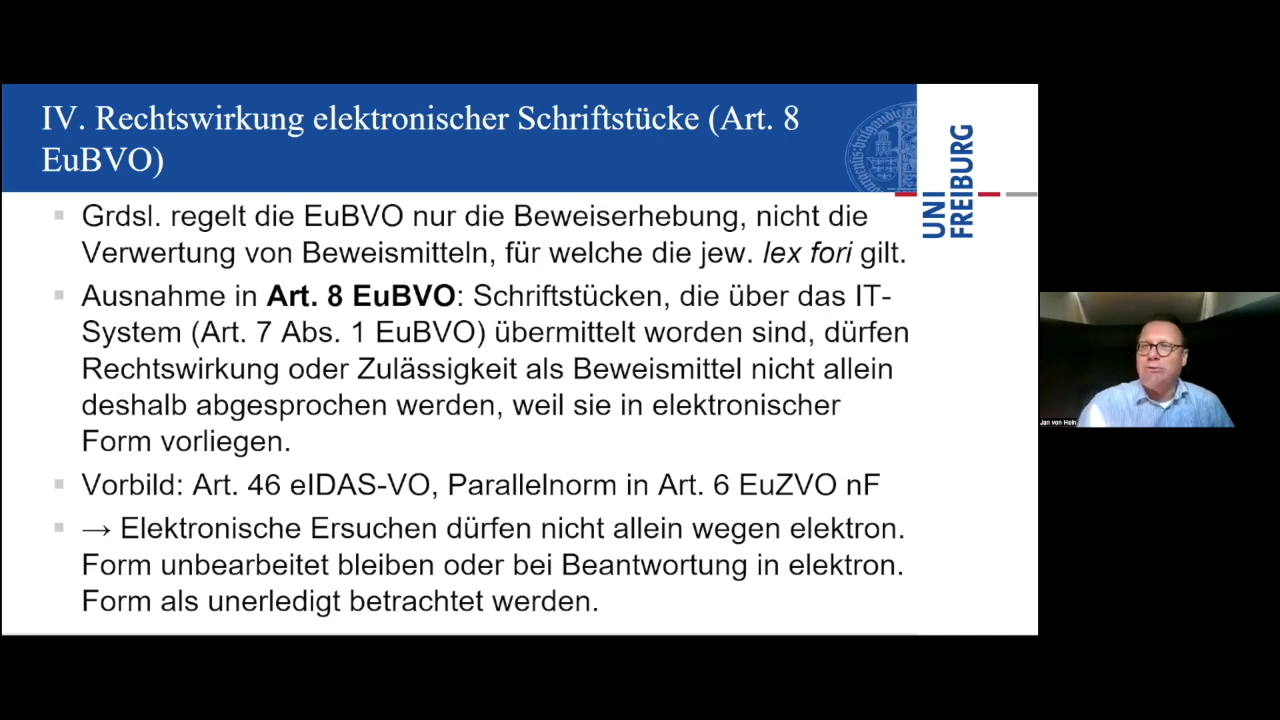 IV. Rechtswirkung elektronischer Schriftstücke (Art. 8
EuBVO)
UNI
FREIBURG
▪ Grdsl. regelt die EuBVO nur die Beweiserhebung, nicht die
Verwertung von Beweismitteln, für welche die jew. lex fori gilt.
▪ Ausnahme in Art. 8 EuBVO: Schriftstücken, die über das IT-
System (Art. 7 Abs. 1 EuBVO) übermittelt worden sind, dürfen
Rechtswirkung oder Zulässigkeit als Beweismittel nicht allein
deshalb abgesprochen werden, weil sie in elektronischer
Form vorliegen.
▪ Vorbild: Art. 46 eIDAS-VO, Parallelnorm in Art. 6 EuZVO nF
▪ → Elektronische Ersuchen dürfen nicht allein wegen elektron.
Form unbearbeitet bleiben oder bei Beantwortung in elektron.
Form als unerledigt betrachtet werden.
Jan von Hein